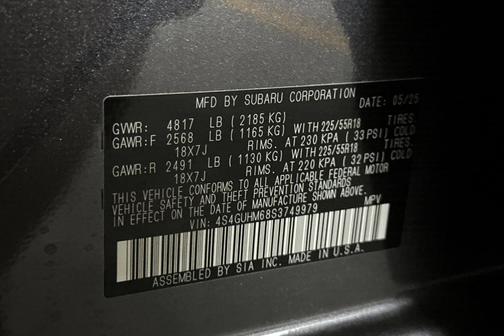 MFD BY SUBARU CORPORATION DATE: 05/25
GVWR: 4817 LB (2185 KG)
GAWR:F 2568 LB (1165 KG) WITH 225/55R18 TIRES.
18X7J RIMS. AT 230 KPA (33 PSI) COLD
GAWR:R 2491 LB (1130 KG) WITH 225/55R18 TIRES.
18X7J RIMS. AT 220 KPA (32 PSI) COLD
THIS VEHICLE CONFORMS TO ALL APPLICABLE FEDERAL MOTOR
VEHICLE SAFETY AND THEFT PREVENTION STANDARDS
IN EFFECT ON THE DATE OF MANUFACTURE SHOWN ABOVE.
VIN: 4S4GUHM68S3749979 MPV
ASSEMBLED BY SIA INC. MADE IN U.S.A.